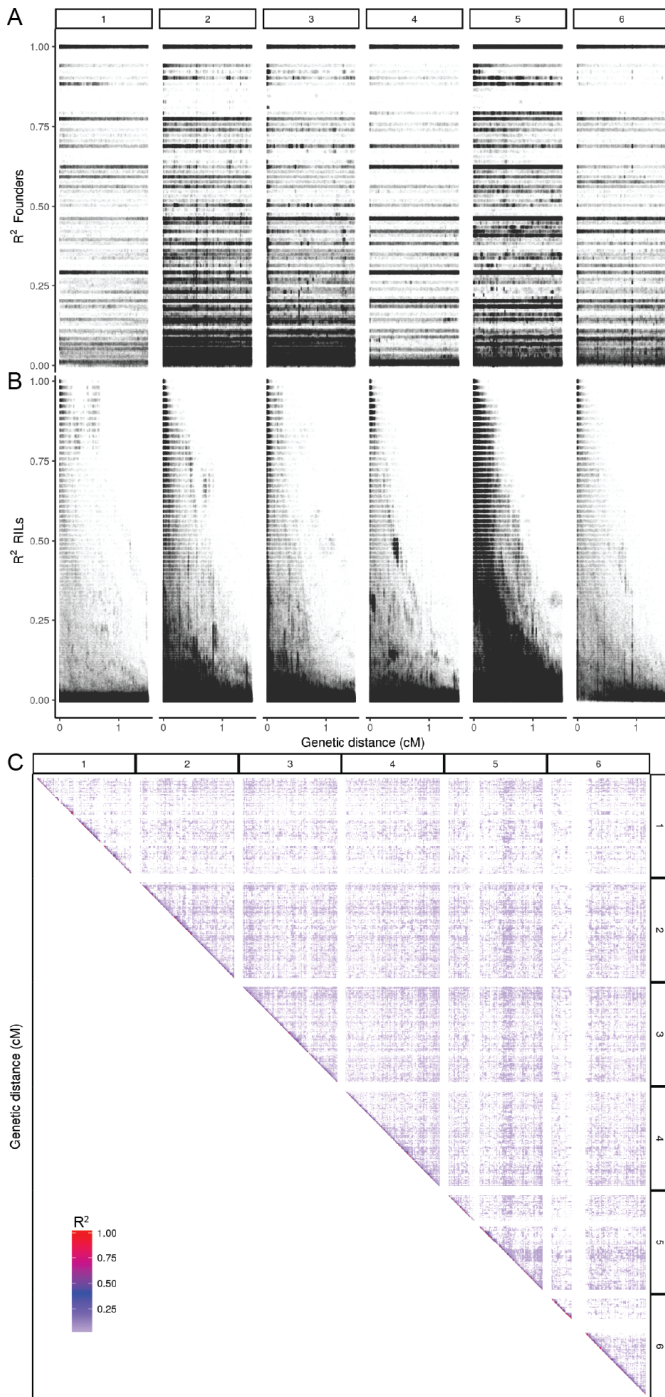 A
1 2 3 4 5 6
R² Founders
1.00
0.75
0.50
0.25
0.00
B
R² RILs
1.00
0.75
0.50
0.25
0.00
0 1 0 1 0 1 0 1 0 1 0 1
Genetic distance (cM)
C
1 2 3 4 5 6
Genetic distance (cM)
1
2
3
4
5
6
R²
1.00
0.75
0.50
0.25